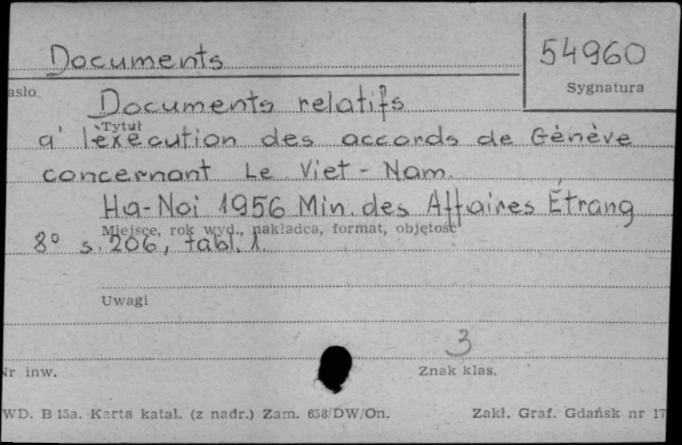 Documents
54960
asło
Sygnatura
Documents relatifs
Tytuł
a' l'exécution des accords de Gènève
concernant Le Viet-Nam.
Ha-Noi 1956 Min. des Affaires Étrang
Miejsce, rok wyd., nakładca, format, objętość
8° s. 206, tabl. 1.
Uwagi
3
Nr inw.
Znak klas.
WD. B 15a. Karta katal. (z nadr.) Zam. 658/DW/On.
Zakł. Graf. Gdańsk nr 17